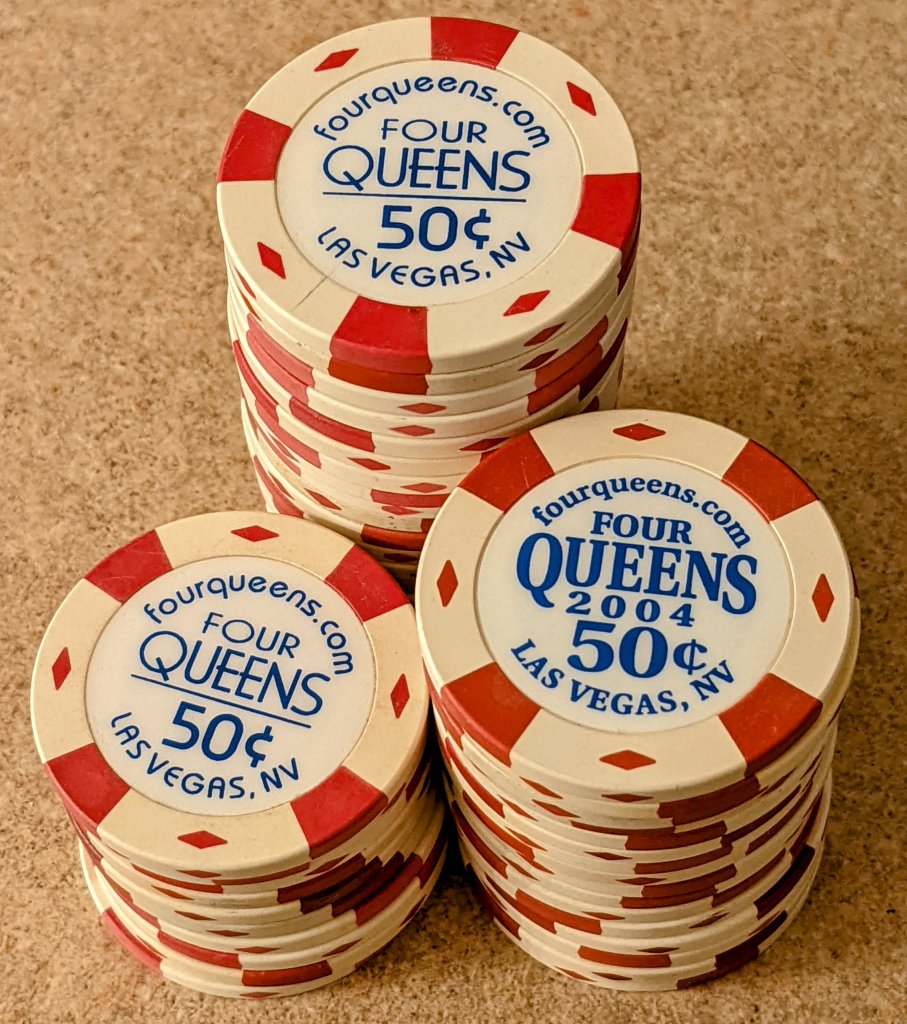 fourqueens.com
FOUR
QUEENS
50¢
LAS VEGAS, NV
fourqueens.com
FOUR
QUEENS
2004
50¢
LAS VEGAS, NV
fourqueens.com
FOUR
QUEENS
50¢
LAS VEGAS, NV